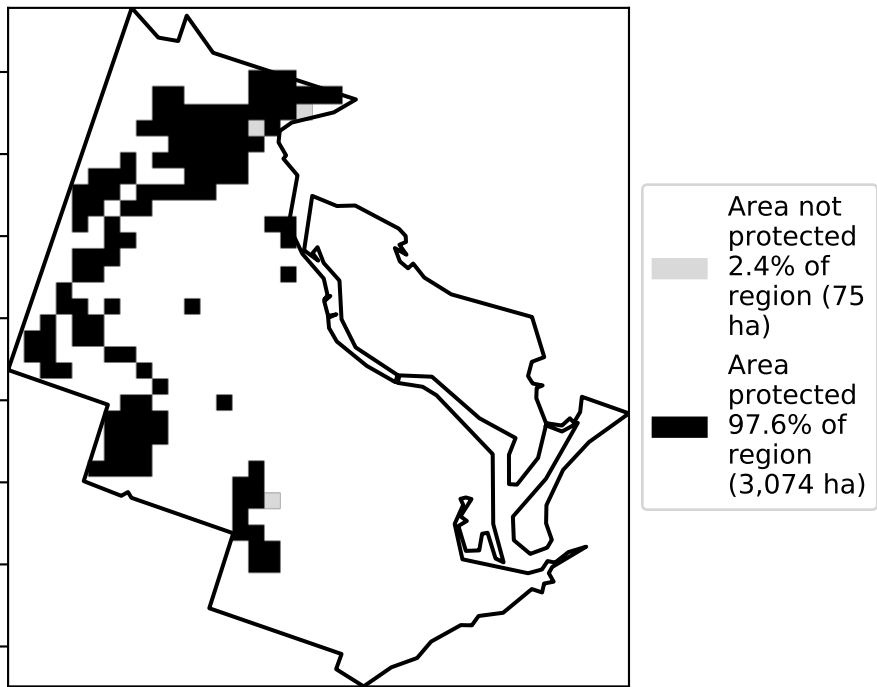 Area not
protected
2.4% of
region (75
ha)
Area
protected
97.6% of
region
(3,074 ha)